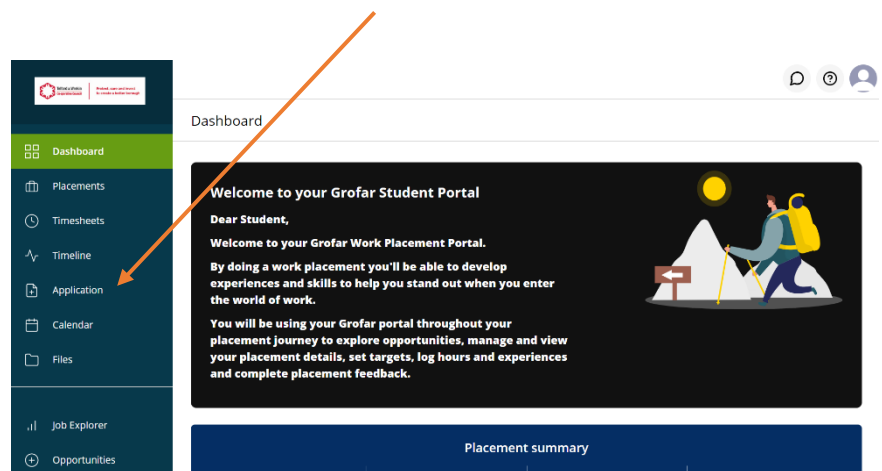 Dashboard
Dashboard
Placements
Timesheets
Timeline
Application
Calendar
Files
Job Explorer
Opportunities
Welcome to your Grofar Student Portal
Dear Student,
Welcome to your Grofar Work Placement Portal.
By doing a work placement you'll be able to develop
experiences and skills to help you stand out when you enter
the world of work.
You will be using your Grofar portal throughout your
placement journey to explore opportunities, manage and view
your placement details, set targets, log hours and experiences
and complete placement feedback.
Placement summary